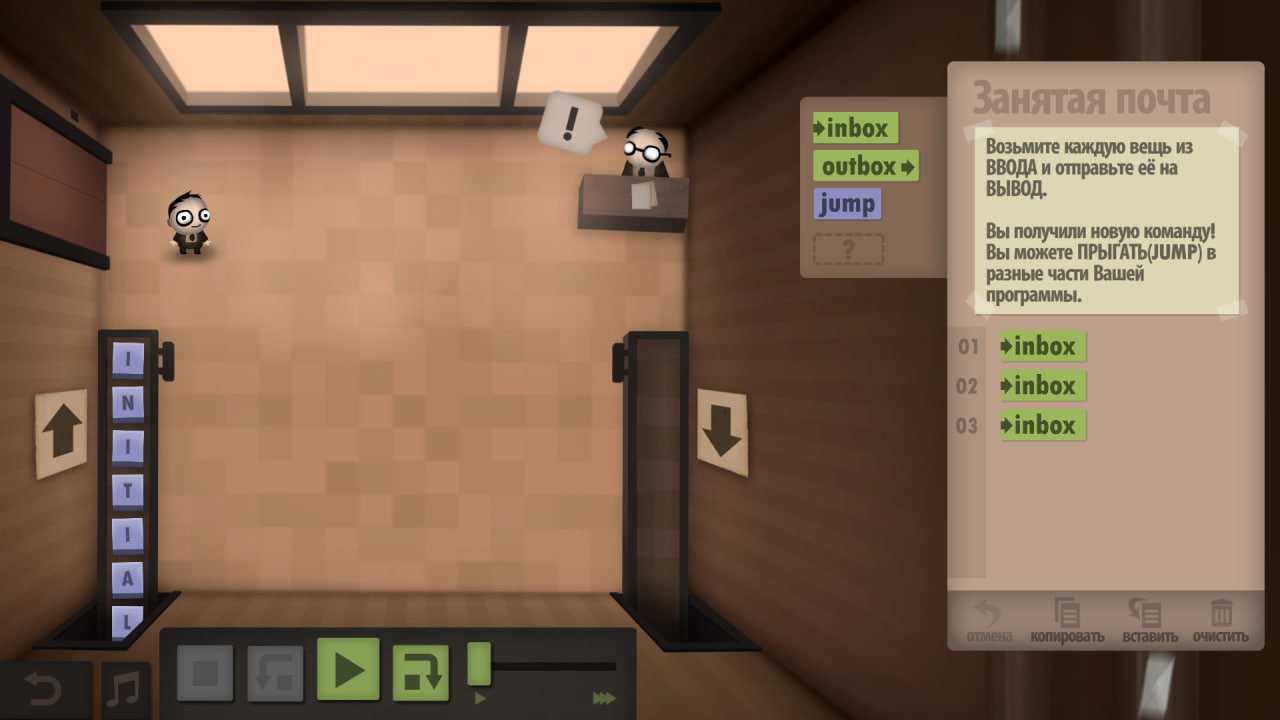 Занятая почта
Возьмите каждую вещь из
ВВОДА и отправьте её на
ВЫВОД.
Вы получили новую команду!
Вы можете ПРЫГАТЬ(JUMP) в
разные части Вашей
программы.
inbox
outbox
jump
?
!
01 inbox
02 inbox
03 inbox
I
N
I
T
I
A
L
отмена
копировать
вставить
очистить